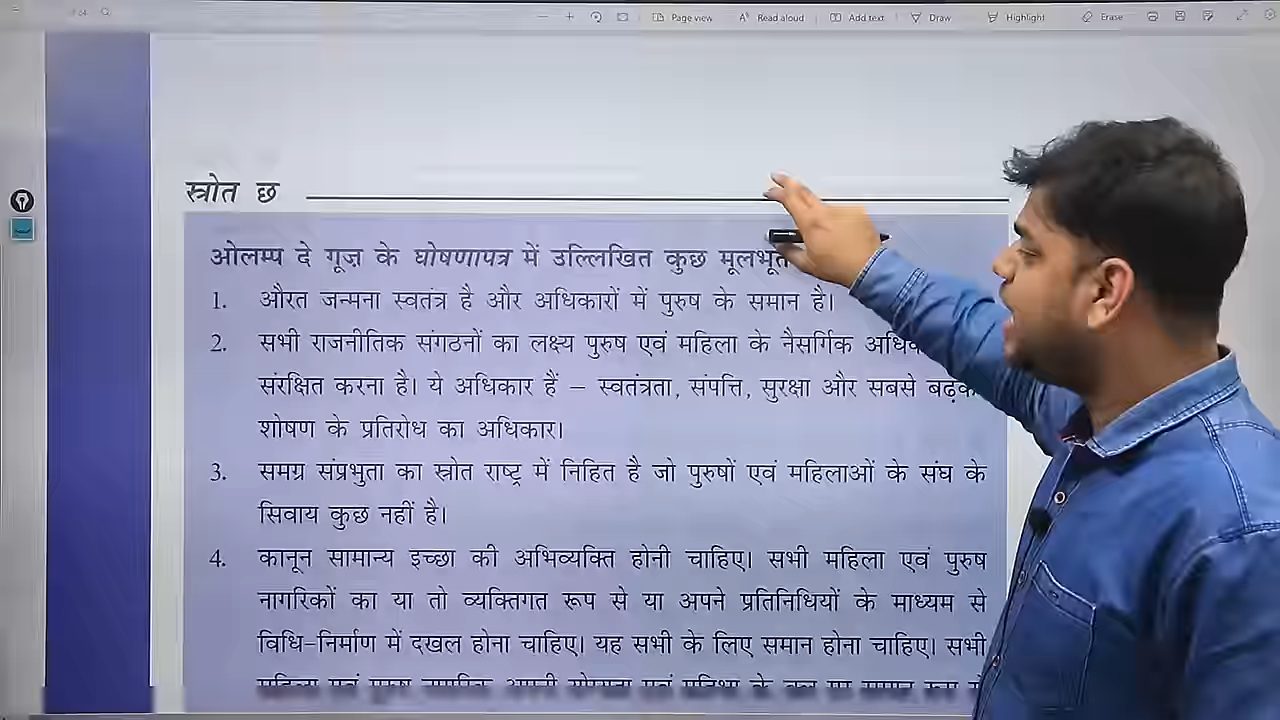 Page view
Read aloud
Add text
Draw
Highlight
Erase
स्त्रोत छ
ओलम्प दे गूज़ के घोषणापत्र में उल्लिखित कुछ मूलभूत
1. औरत जन्मना स्वतंत्र है और अधिकारों में पुरुष के समान है।
2. सभी राजनीतिक संगठनों का लक्ष्य पुरुष एवं महिला के नैसर्गिक
संरक्षित करना है। ये अधिकार हैं – स्वतंत्रता, संपत्ति, सुरक्षा और सबसे
शोषण के प्रतिरोध का अधिकार।
3. समग्र संप्रभुता का स्रोत राष्ट्र में निहित है जो पुरुषों एवं महिलाओं के संघ के
सिवाय कुछ नहीं है।
4. कानून सामान्य इच्छा की अभिव्यक्ति होनी चाहिए। सभी महिला एवं पुरुष
नागरिकों का या तो व्यक्तिगत रूप से या अपने प्रतिनिधियों के माध्यम से
विधि-निर्माण में दखल होना चाहिए। यह सभी के लिए समान होना चाहिए। सभी